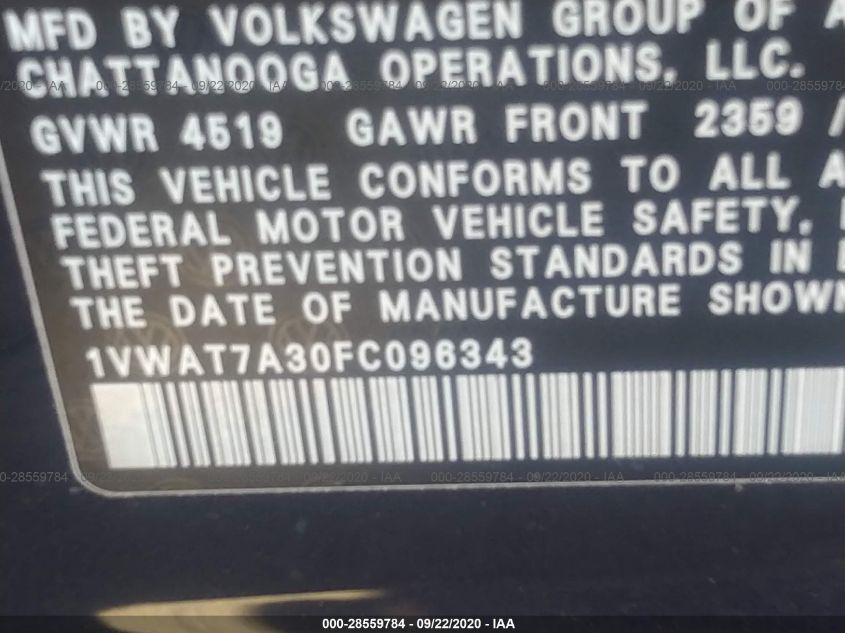 MFD BY VOLKSWAGEN GROUP OF A
CHATTANOOGA OPERATIONS, LLC.
GVWR 4519 GAWR FRONT 2359 /
THIS VEHICLE CONFORMS TO ALL A
FEDERAL MOTOR VEHICLE SAFETY,
THEFT PREVENTION STANDARDS IN
THE DATE OF MANUFACTURE SHOWN
1VWAT7A30FC096343
000-28559784 - 09/22/2020 - IAA